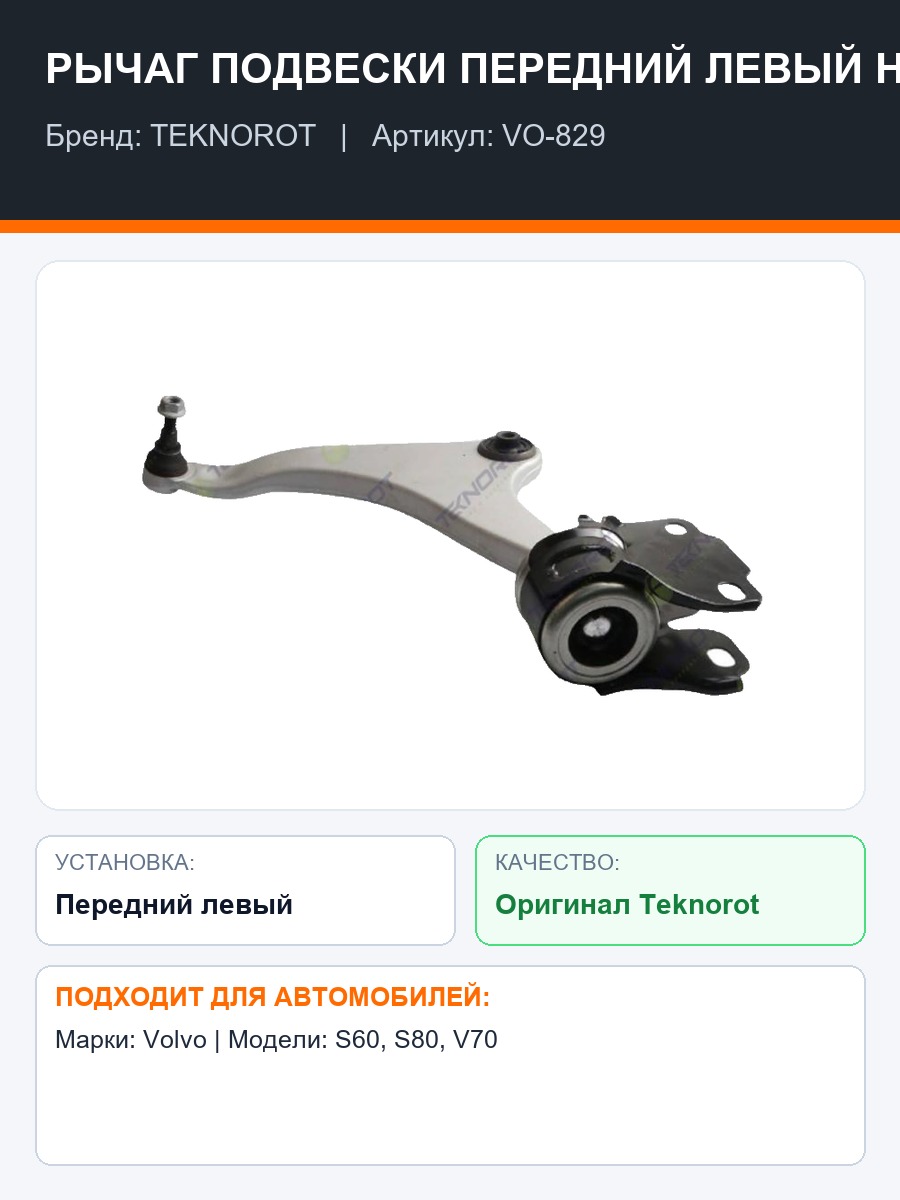 РЫЧАГ ПОДВЕСКИ ПЕРЕДНИЙ ЛЕВЫЙ Н
Бренд: TEKNOROT | Артикул: VO-829
TEKNOROT
УСТАНОВКА:
Передний левый
КАЧЕСТВО:
Оригинал Teknorot
ПОДХОДИТ ДЛЯ АВТОМОБИЛЕЙ:
Марки: Volvo | Модели: S60, S80, V70